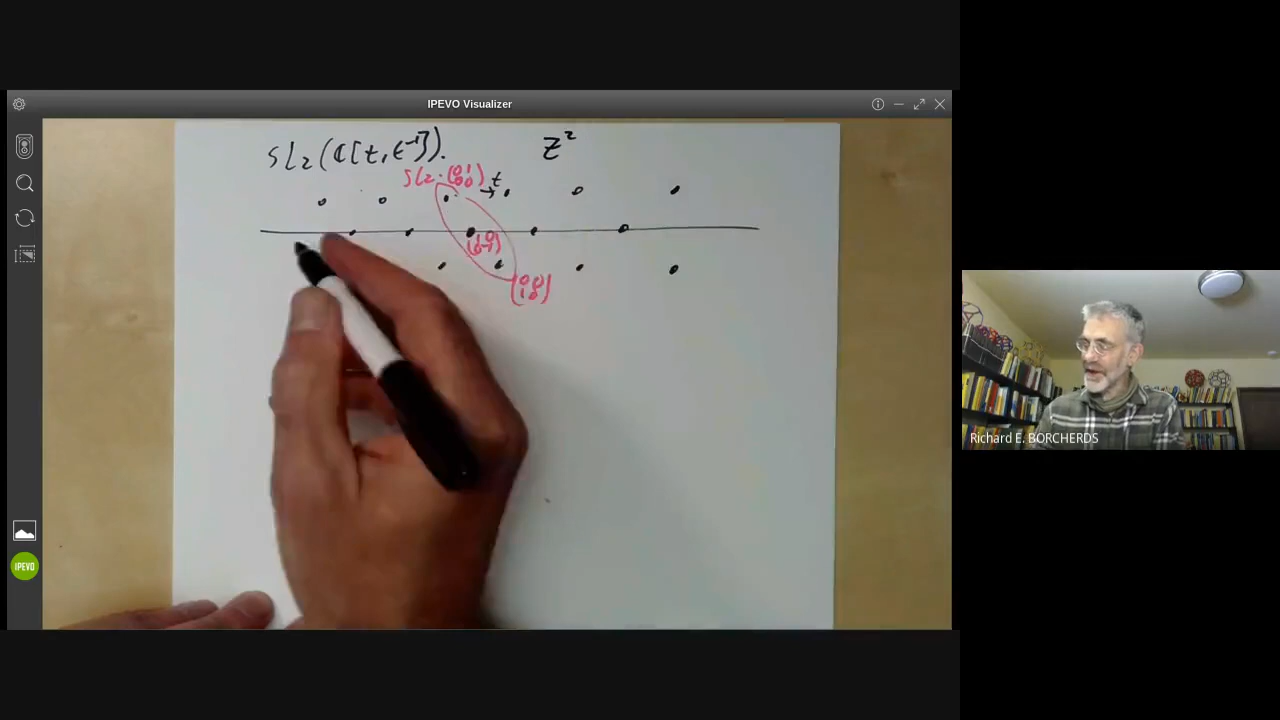 IPEVO Visualizer
sl₂(ℂ[t, t⁻¹]). Z²
sl₂ · (0 1 / 0 0) → t
(1 0 / 0 -1)
(0 0 / 1 0)
Richard E. BORCHERDS
IPEVO